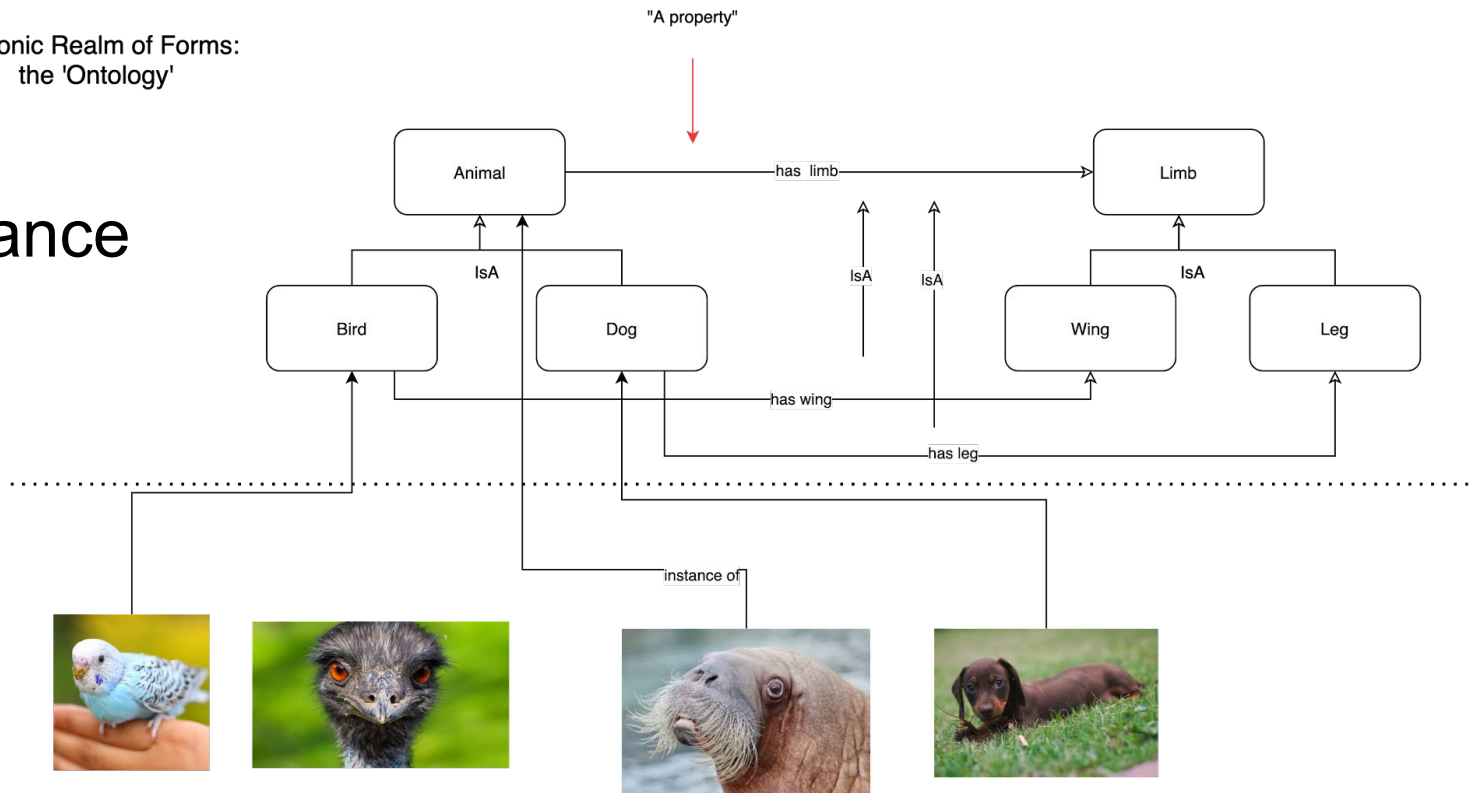 "A property"
onic Realm of Forms:
the 'Ontology'
Animal
has limb
Limb
ance
IsA
IsA
IsA
IsA
Bird
Dog
Wing
Leg
has wing
has leg
instance of